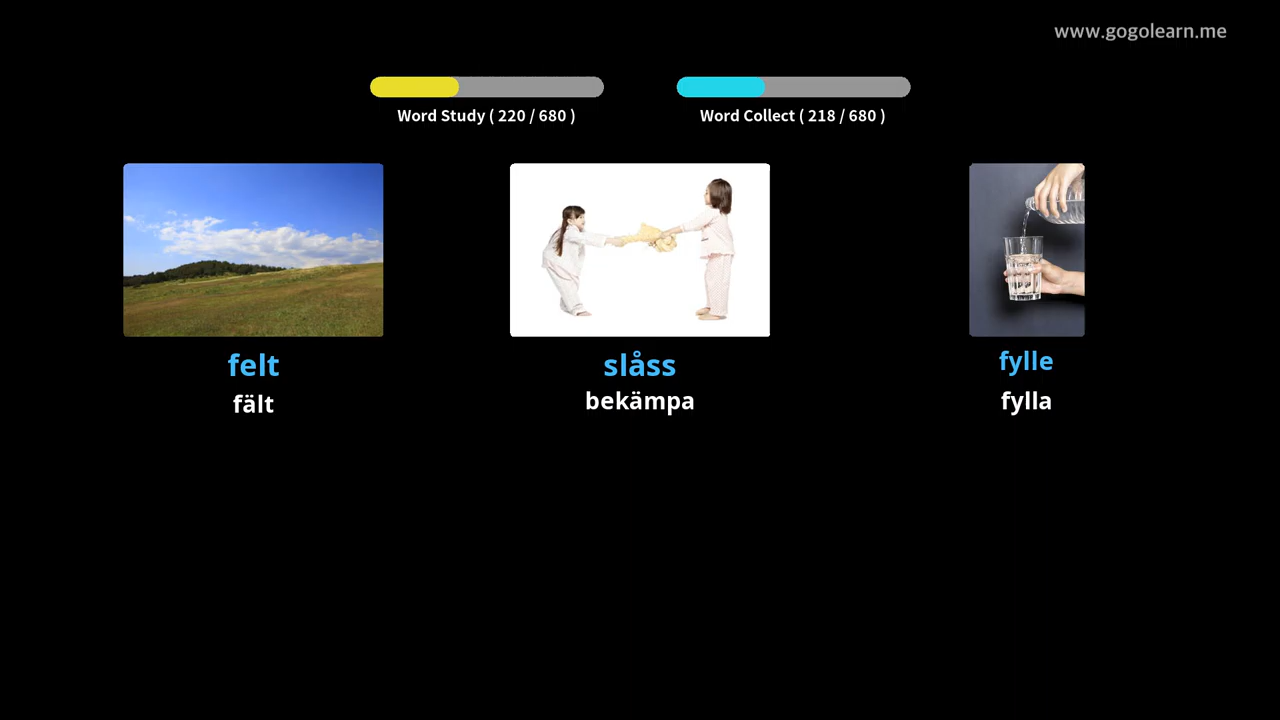 www.gogolearn.me
Word Study ( 220 / 680 )
Word Collect ( 218 / 680 )
felt
fält
slåss
bekämpa
fylle
fylla